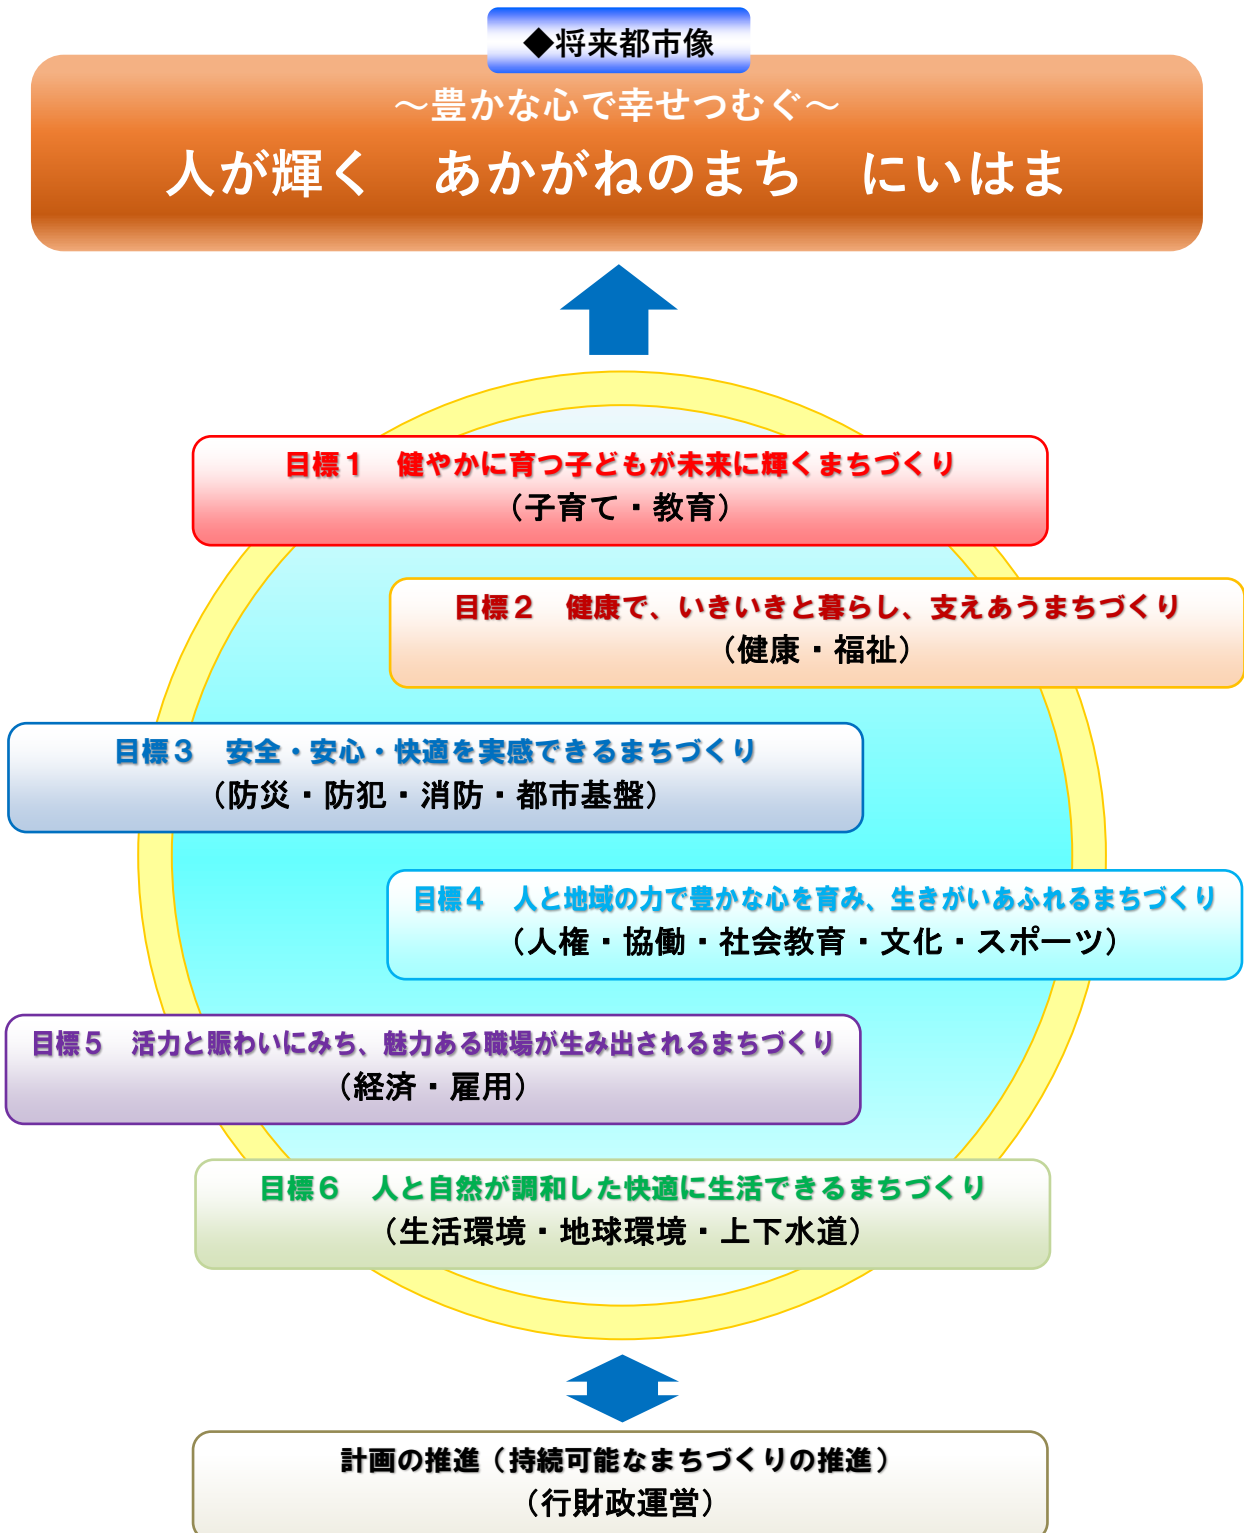 ◆将来都市像
～豊かな心で幸せつむぐ～
人が輝く　あかがねのまち　にいはま
目標１　健やかに育つ子どもが未来に輝くまちづくり
（子育て・教育）
目標２　健康で、いきいきと暮らし、支えあうまちづくり
（健康・福祉）
目標３　安全・安心・快適を実感できるまちづくり
（防災・防犯・消防・都市基盤）
目標４　人と地域の力で豊かな心を育み、生きがいあふれるまちづくり
（人権・協働・社会教育・文化・スポーツ）
目標５　活力と賑わいにみち、魅力ある職場が生み出されるまちづくり
（経済・雇用）
目標６　人と自然が調和した快適に生活できるまちづくり
（生活環境・地球環境・上下水道）
計画の推進（持続可能なまちづくりの推進）
（行財政運営）